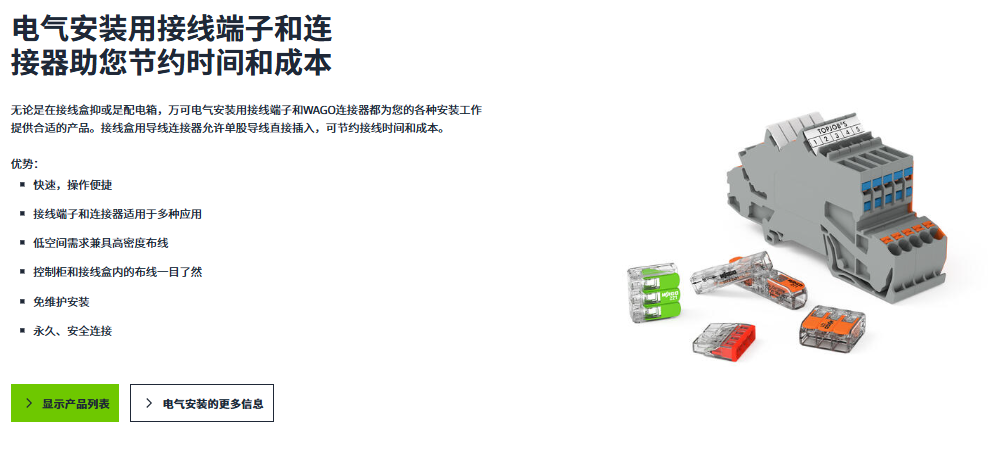 电气安装用接线端子和连
接器助您节约时间和成本
无论是在接线盒抑或是配电箱，万可电气安装用接线端子和WAGO连接器都为您的各种安装工作
提供合适的产品。接线盒用导线连接器允许单股导线直接插入，可节约接线时间和成本。
优势：
快速，操作便捷
接线端子和连接器适用于多种应用
低空间需求兼具高密度布线
控制柜和接线盒内的布线一目了然
免维护安装
永久、安全连接
显示产品列表
电气安装的更多信息
TOPJOB'S
1 2 3 4 5
WAGO
221